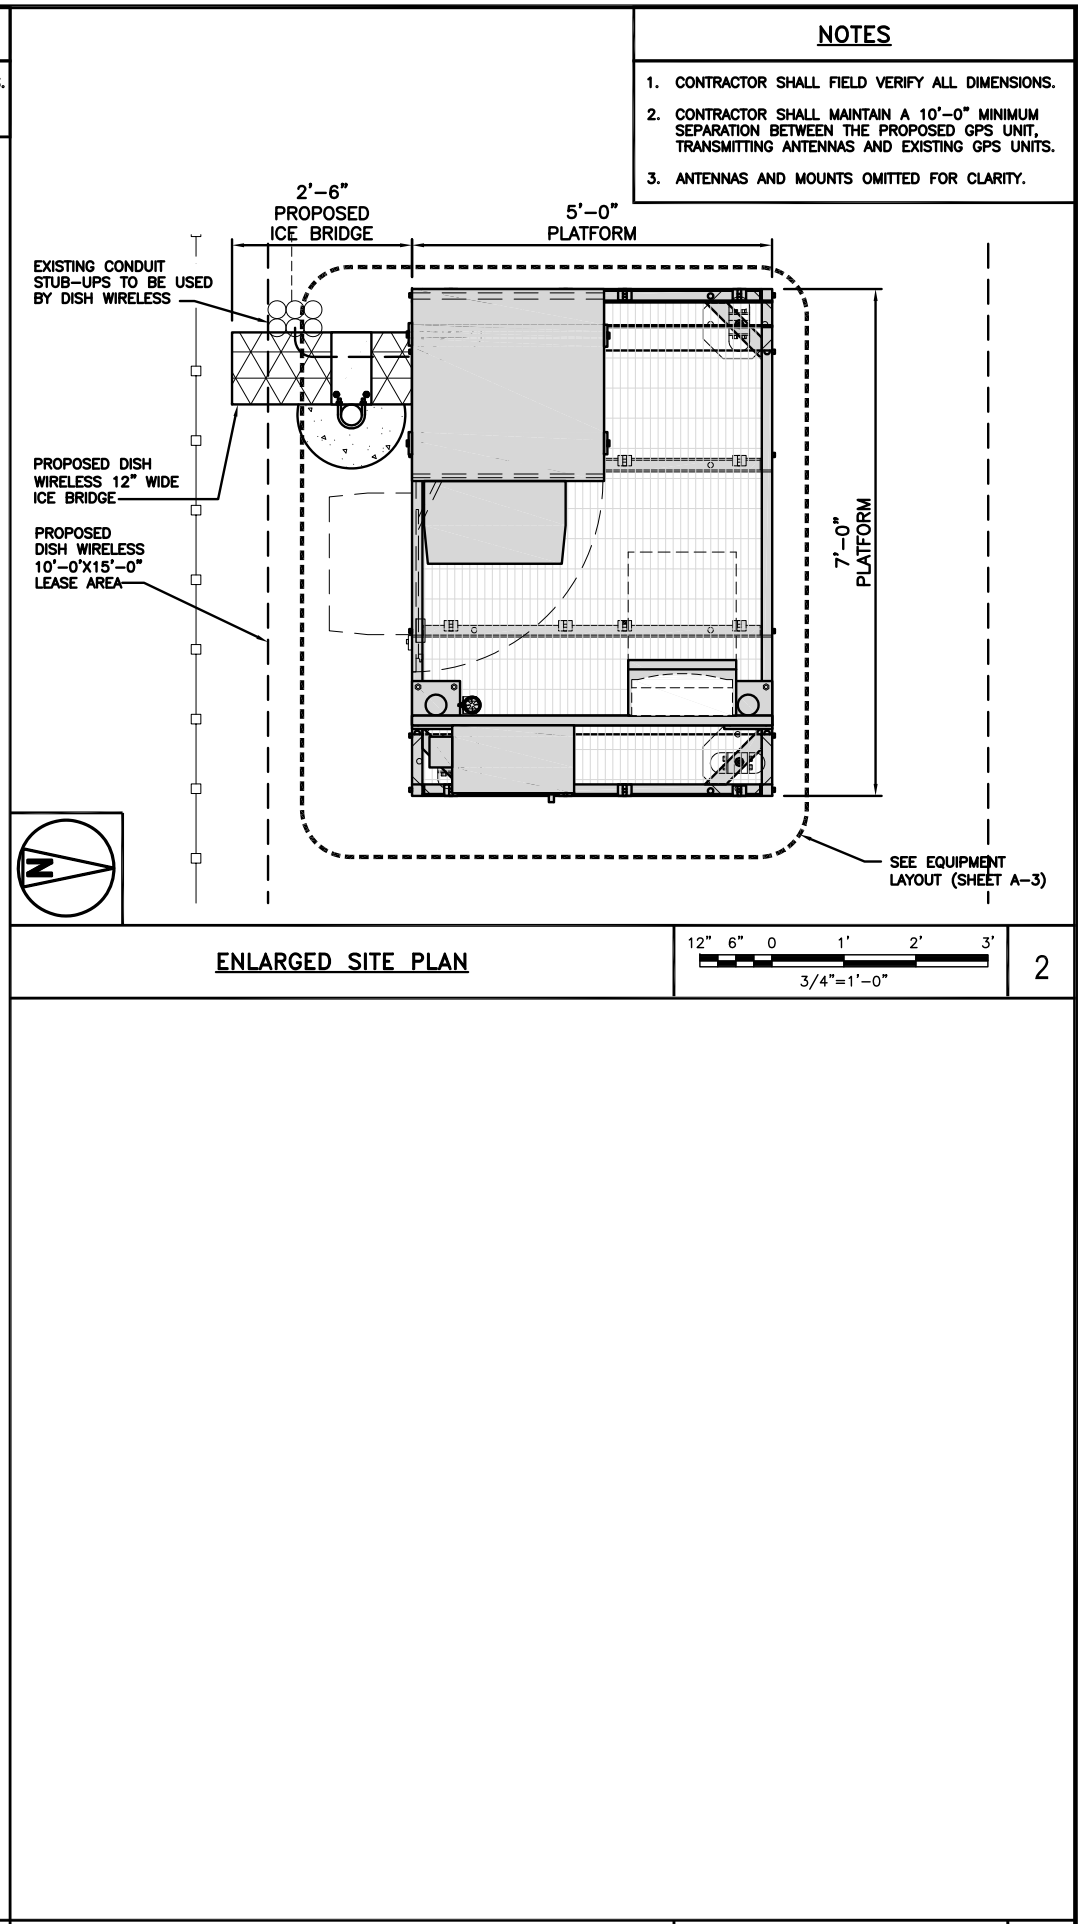 NOTES
1. CONTRACTOR SHALL FIELD VERIFY ALL DIMENSIONS.
2. CONTRACTOR SHALL MAINTAIN A 10'-0" MINIMUM
SEPARATION BETWEEN THE PROPOSED GPS UNIT,
TRANSMITTING ANTENNAS AND EXISTING GPS UNITS.
3. ANTENNAS AND MOUNTS OMITTED FOR CLARITY.
2'-6"
PROPOSED
ICE BRIDGE
5'-0"
PLATFORM
EXISTING CONDUIT
STUB-UPS TO BE USED
BY DISH WIRELESS
PROPOSED DISH
WIRELESS 12" WIDE
ICE BRIDGE
PROPOSED
DISH WIRELESS
10'-0'X15'-0"
LEASE AREA
7'-0"
PLATFORM
SEE EQUIPMENT
LAYOUT (SHEET A-3)
N
ENLARGED SITE PLAN
12" 6" 0 1' 2' 3'
3/4"=1'-0"
2